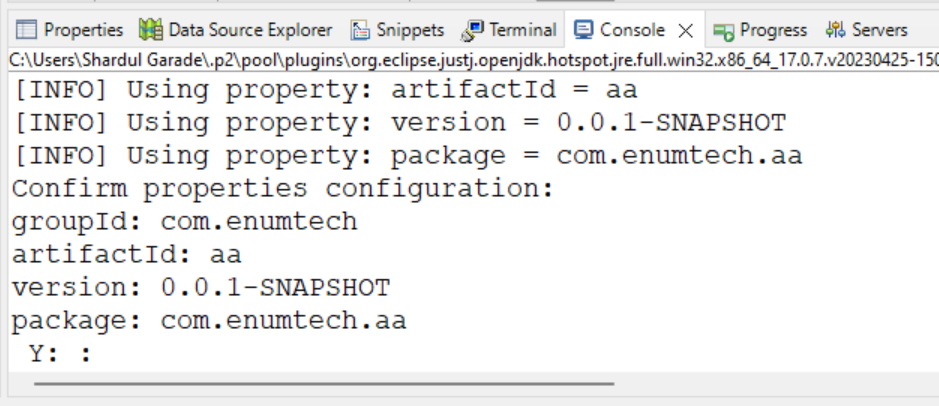 Properties Data Source Explorer Snippets Terminal Console Progress Servers
C:\Users\Shardul Garade\.p2\pool\plugins\org.eclipse.justj.openjdk.hotspot.jre.full.win32.x86_64_17.0.7.v20230425-150
[INFO] Using property: artifactId = aa
[INFO] Using property: version = 0.0.1-SNAPSHOT
[INFO] Using property: package = com.enumtech.aa
Confirm properties configuration:
groupId: com.enumtech
artifactId: aa
version: 0.0.1-SNAPSHOT
package: com.enumtech.aa
 Y: :